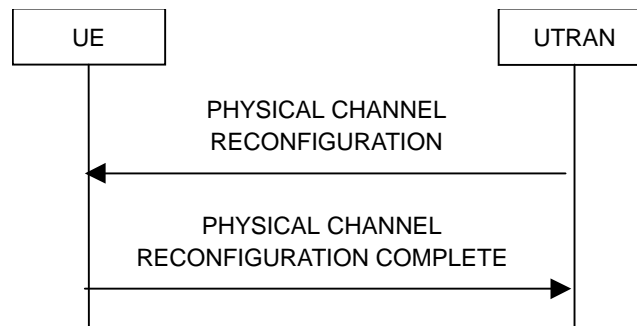 UE
UTRAN
PHYSICAL CHANNEL
RECONFIGURATION
PHYSICAL CHANNEL
RECONFIGURATION COMPLETE